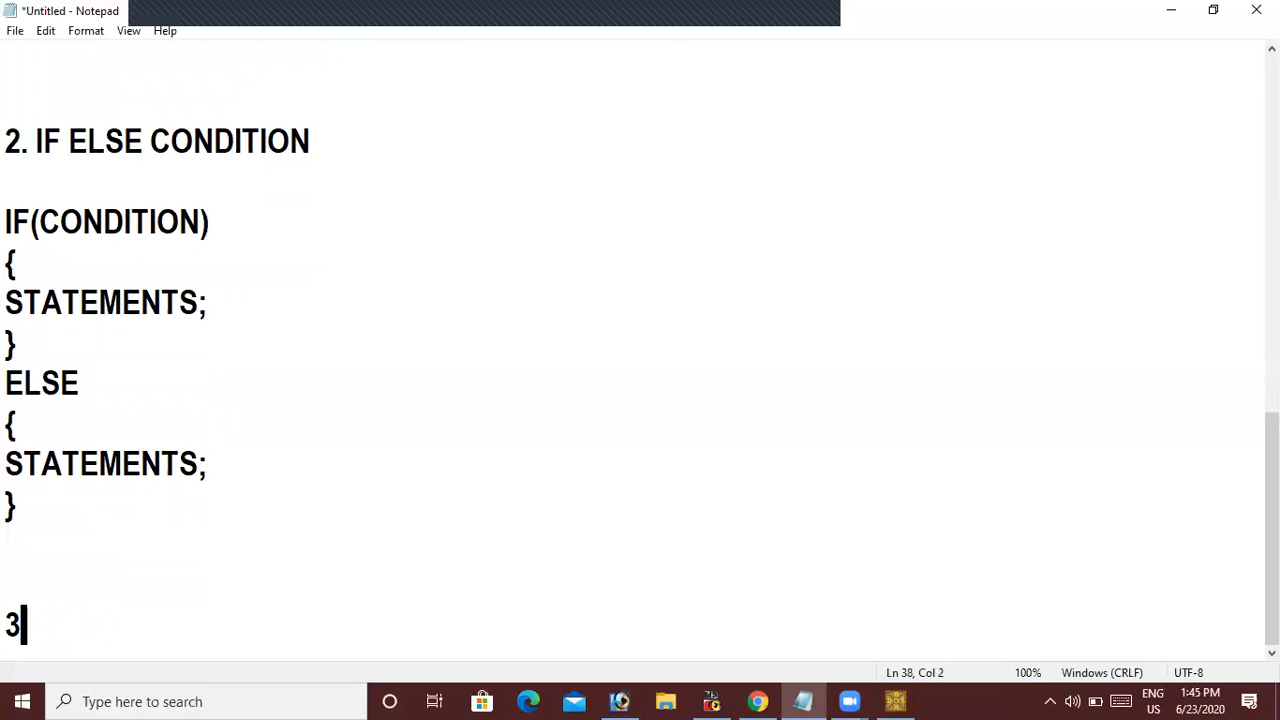 *Untitled - Notepad
File Edit Format View Help
2. IF ELSE CONDITION
IF(CONDITION)
{
STATEMENTS;
}
ELSE
{
STATEMENTS;
}
3
Ln 38, Col 2 100% Windows (CRLF) UTF-8
Type here to search
ENG
US
1:45 PM
6/23/2020